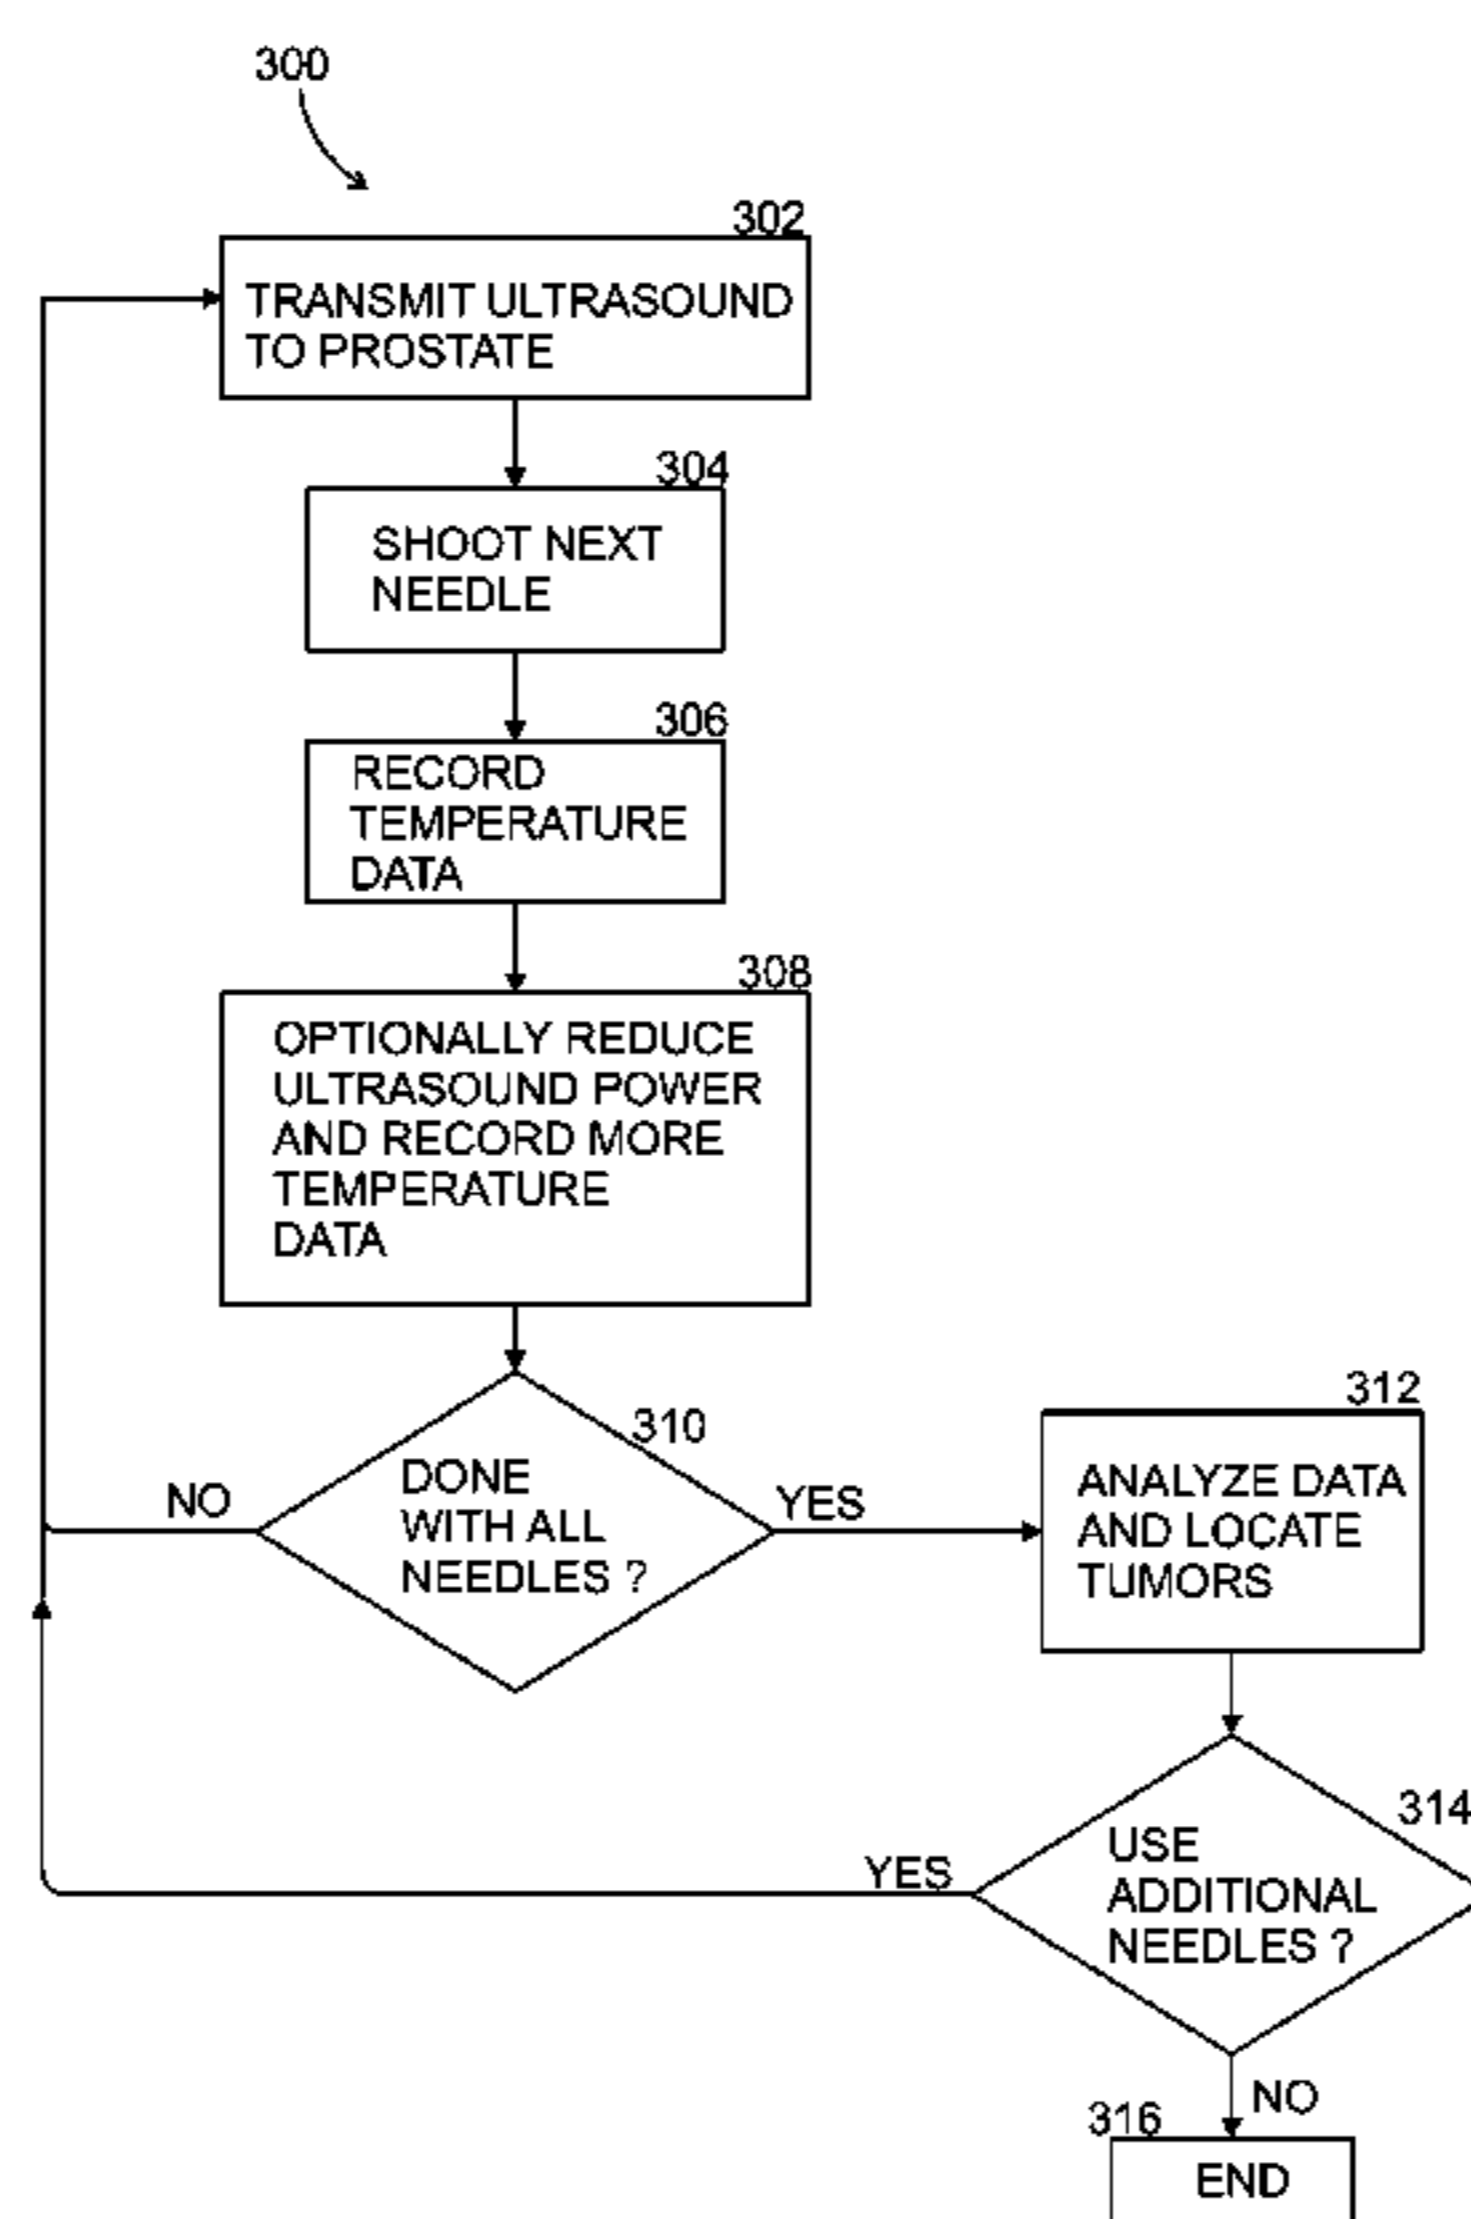 300
302
TRANSMIT ULTRASOUND
TO PROSTATE
304
SHOOT NEXT
NEEDLE
306
RECORD
TEMPERATURE
DATA
308
OPTIONALLY REDUCE
ULTRASOUND POWER
AND RECORD MORE
TEMPERATURE
DATA
310
DONE
WITH ALL
NEEDLES ?
NO
YES
312
ANALYZE DATA
AND LOCATE
TUMORS
314
USE
ADDITIONAL
NEEDLES ?
YES
NO
316
END